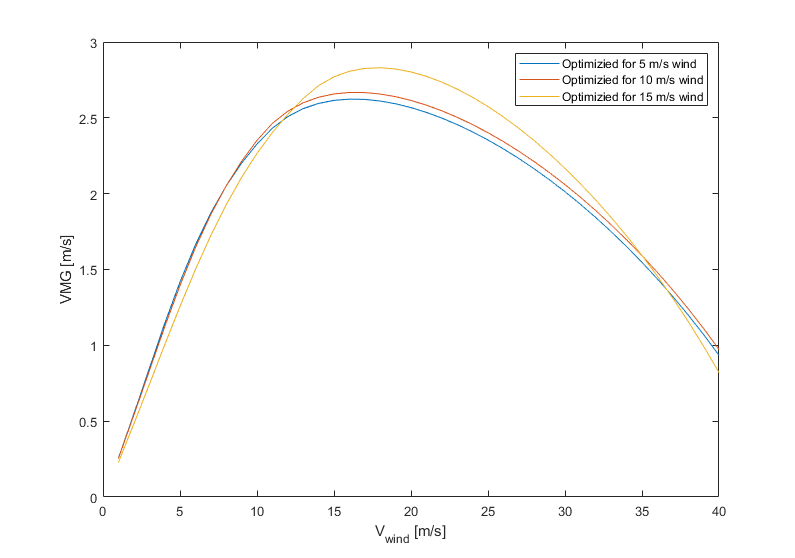 3
2.5
2
1.5
1
0.5
0
Optimizied for 5 m/s wind
Optimizied for 10 m/s wind
Optimizied for 15 m/s wind
VMG [m/s]
0 5 10 15 20 25 30 35 40
V_wind [m/s]